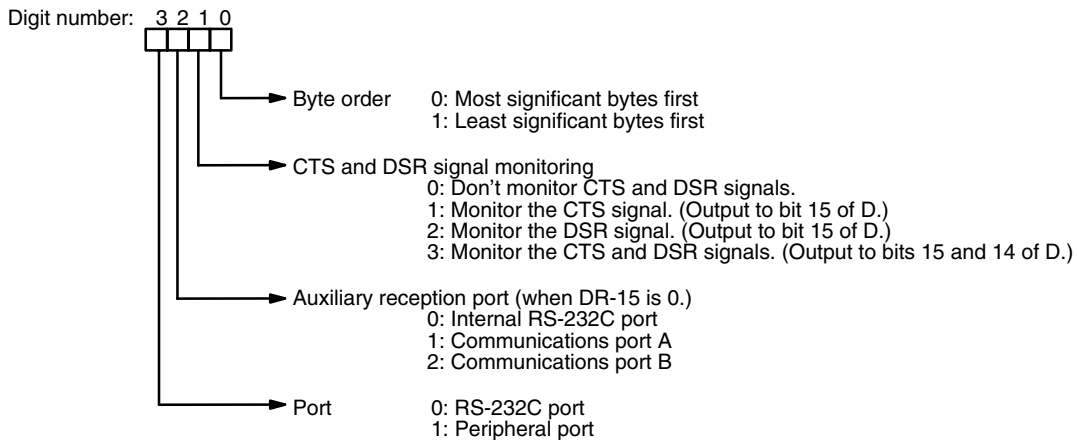 Digit number: 3 2 1 0
Byte order 0: Most significant bytes first
1: Least significant bytes first
CTS and DSR signal monitoring
0: Don't monitor CTS and DSR signals.
1: Monitor the CTS signal. (Output to bit 15 of D.)
2: Monitor the DSR signal. (Output to bit 15 of D.)
3: Monitor the CTS and DSR signals. (Output to bits 15 and 14 of D.)
Auxiliary reception port (when DR-15 is 0.)
0: Internal RS-232C port
1: Communications port A
2: Communications port B
Port 0: RS-232C port
1: Peripheral port